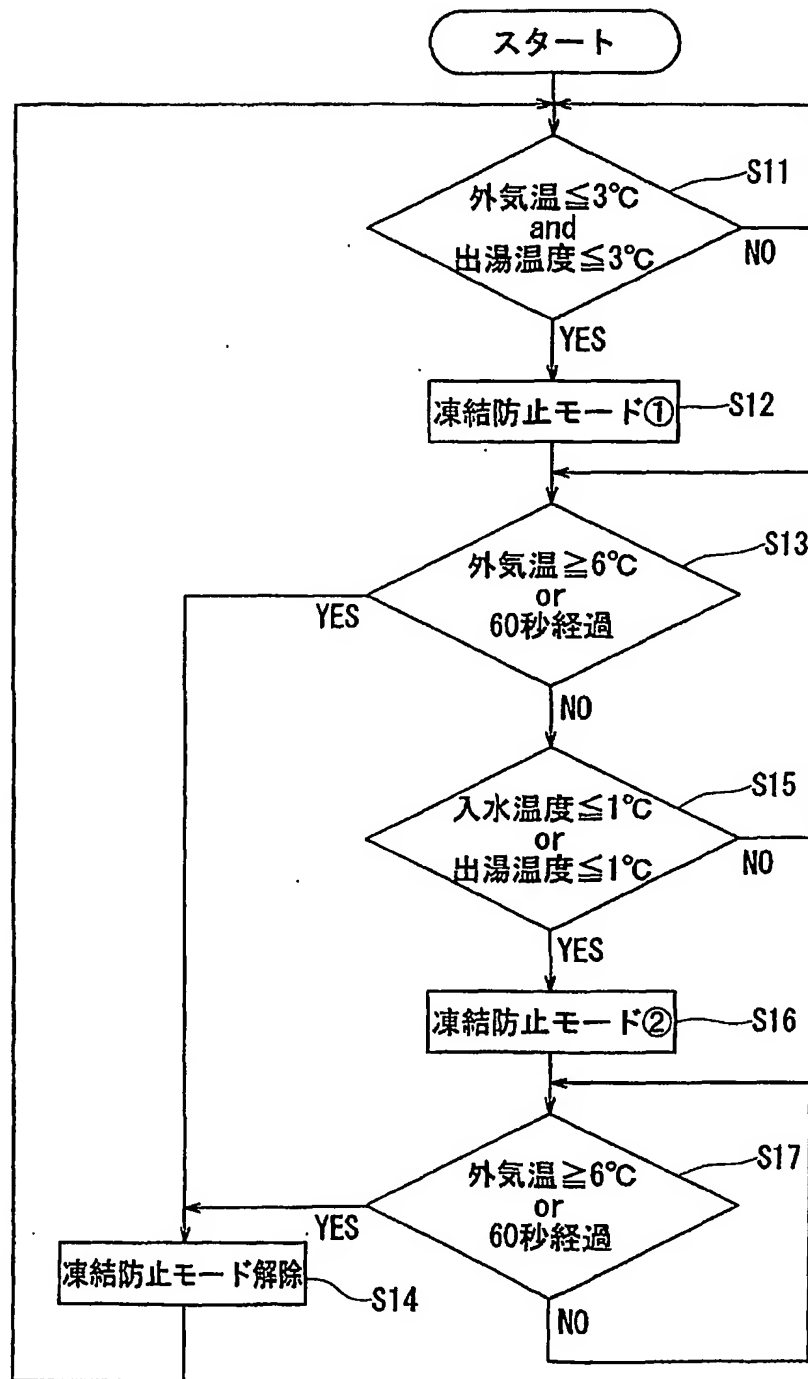 スタート
S11
外気温≦3℃
and
出湯温度≦3℃
NO
YES
凍結防止モード①
S12
S13
外気温≧6℃
or
60秒経過
YES
NO
S15
入水温度≦1℃
or
出湯温度≦1℃
NO
YES
凍結防止モード②
S16
S17
外気温≧6℃
or
60秒経過
YES
凍結防止モード解除
S14
NO